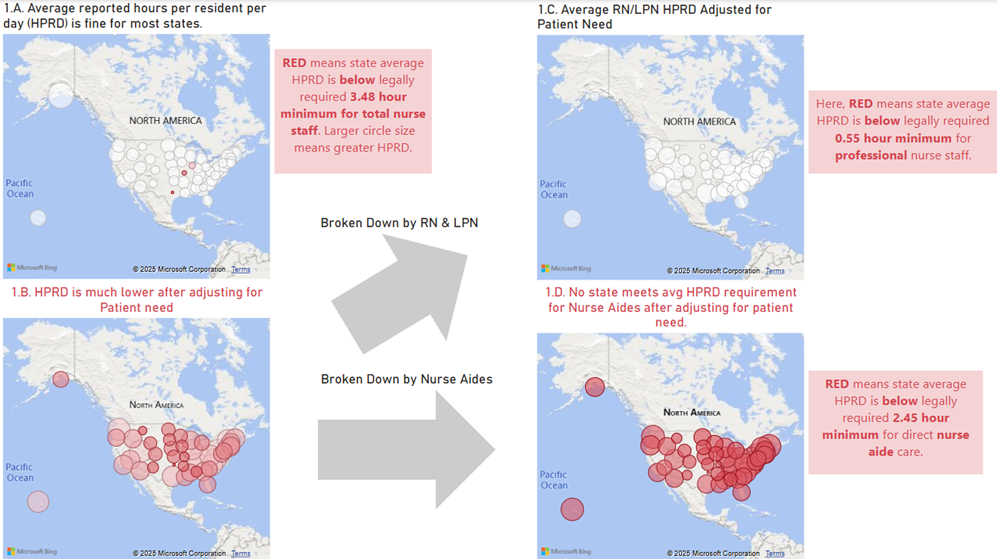 1.A. Average reported hours per resident per
day (HPRD) is fine for most states.
NORTH AMERICA
Pacific
Ocean
Microsoft Bing
© 2025 Microsoft Corporation Terms
RED means state average
HPRD is below legally
required 3.48 hour
minimum for total nurse
staff. Larger circle size
means greater HPRD.
1.C. Average RN/LPN HPRD Adjusted for
Patient Need
NORTH AMERICA
Pacific
Ocean
Microsoft Bing
© 2025 Microsoft Corporation Terms
Here, RED means state average
HPRD is below legally required
0.55 hour minimum for
professional nurse staff.
Broken Down by RN & LPN
1.B. HPRD is much lower after adjusting for
Patient need
NORTH AMERICA
Pacific
Ocean
Microsoft Bing
© 2025 Microsoft Corporation Terms
Broken Down by Nurse Aides
1.D. No state meets avg HPRD requirement
for Nurse Aides after adjusting for patient
need.
NORTH AMERICA
Pacific
Ocean
Microsoft Bing
© 2025 Microsoft Corporation Terms
RED means state average
HPRD is below legally
required 2.45 hour
minimum for direct nurse
aide care.